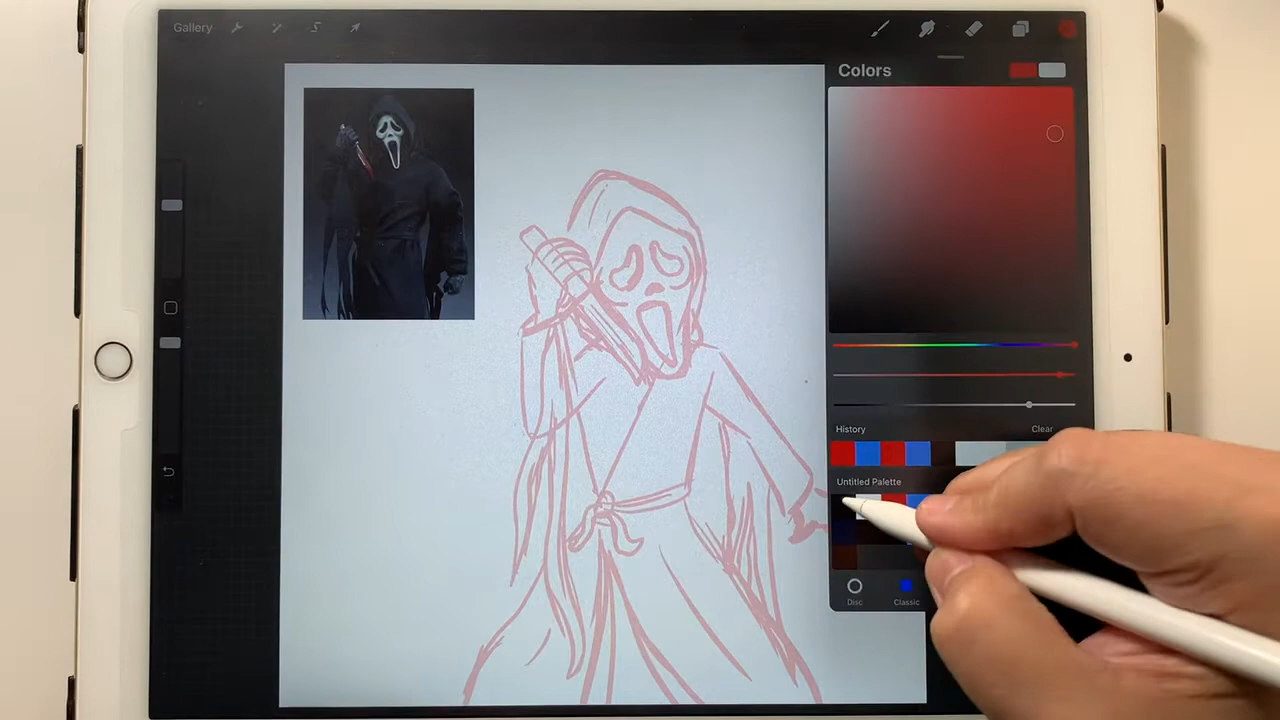 Gallery
Colors
History
Clear
Untitled Palette
Disc
Classic